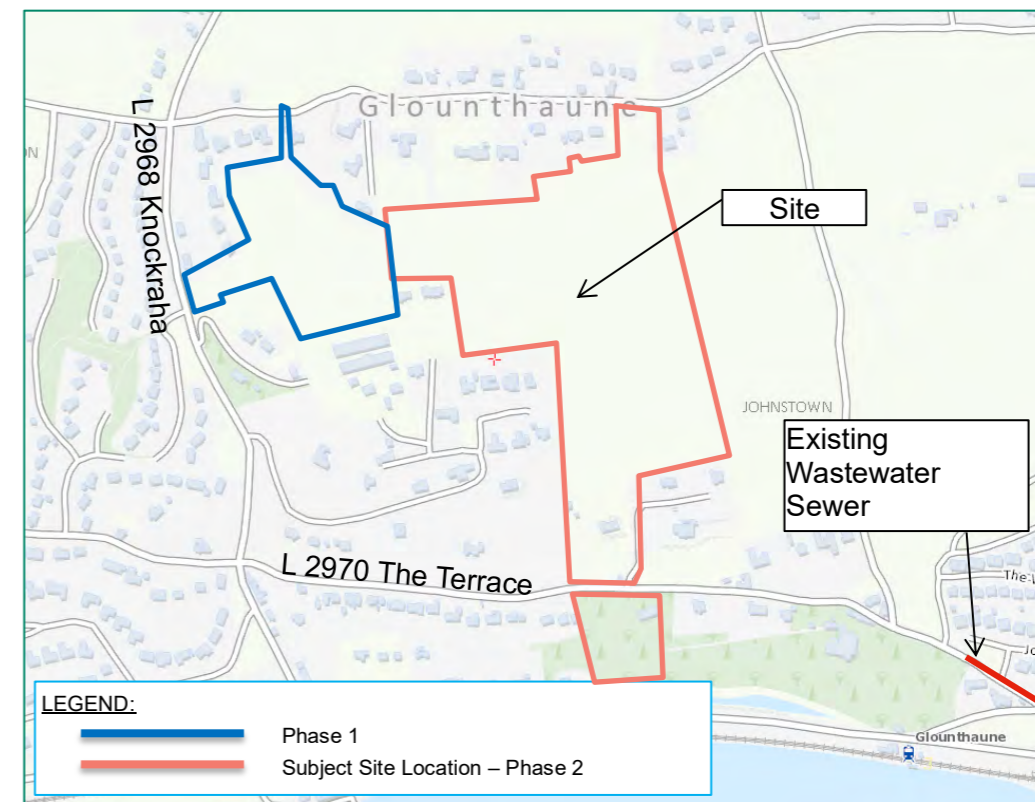 Glounthaune
L 2968 Knockraha
Site
JOHNSTOWN
Existing
Wastewater
Sewer
L 2970 The Terrace
LEGEND:
Phase 1
Subject Site Location – Phase 2
Glounthaune